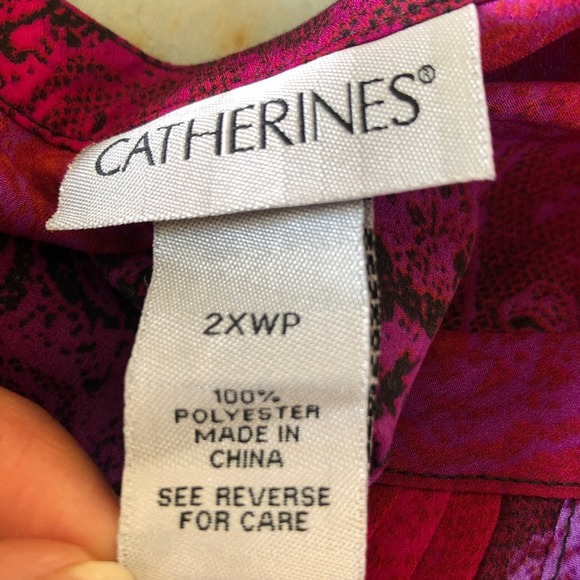 CATHERINES®
2XWP
100%
POLYESTER
MADE IN
CHINA
SEE REVERSE
FOR CARE